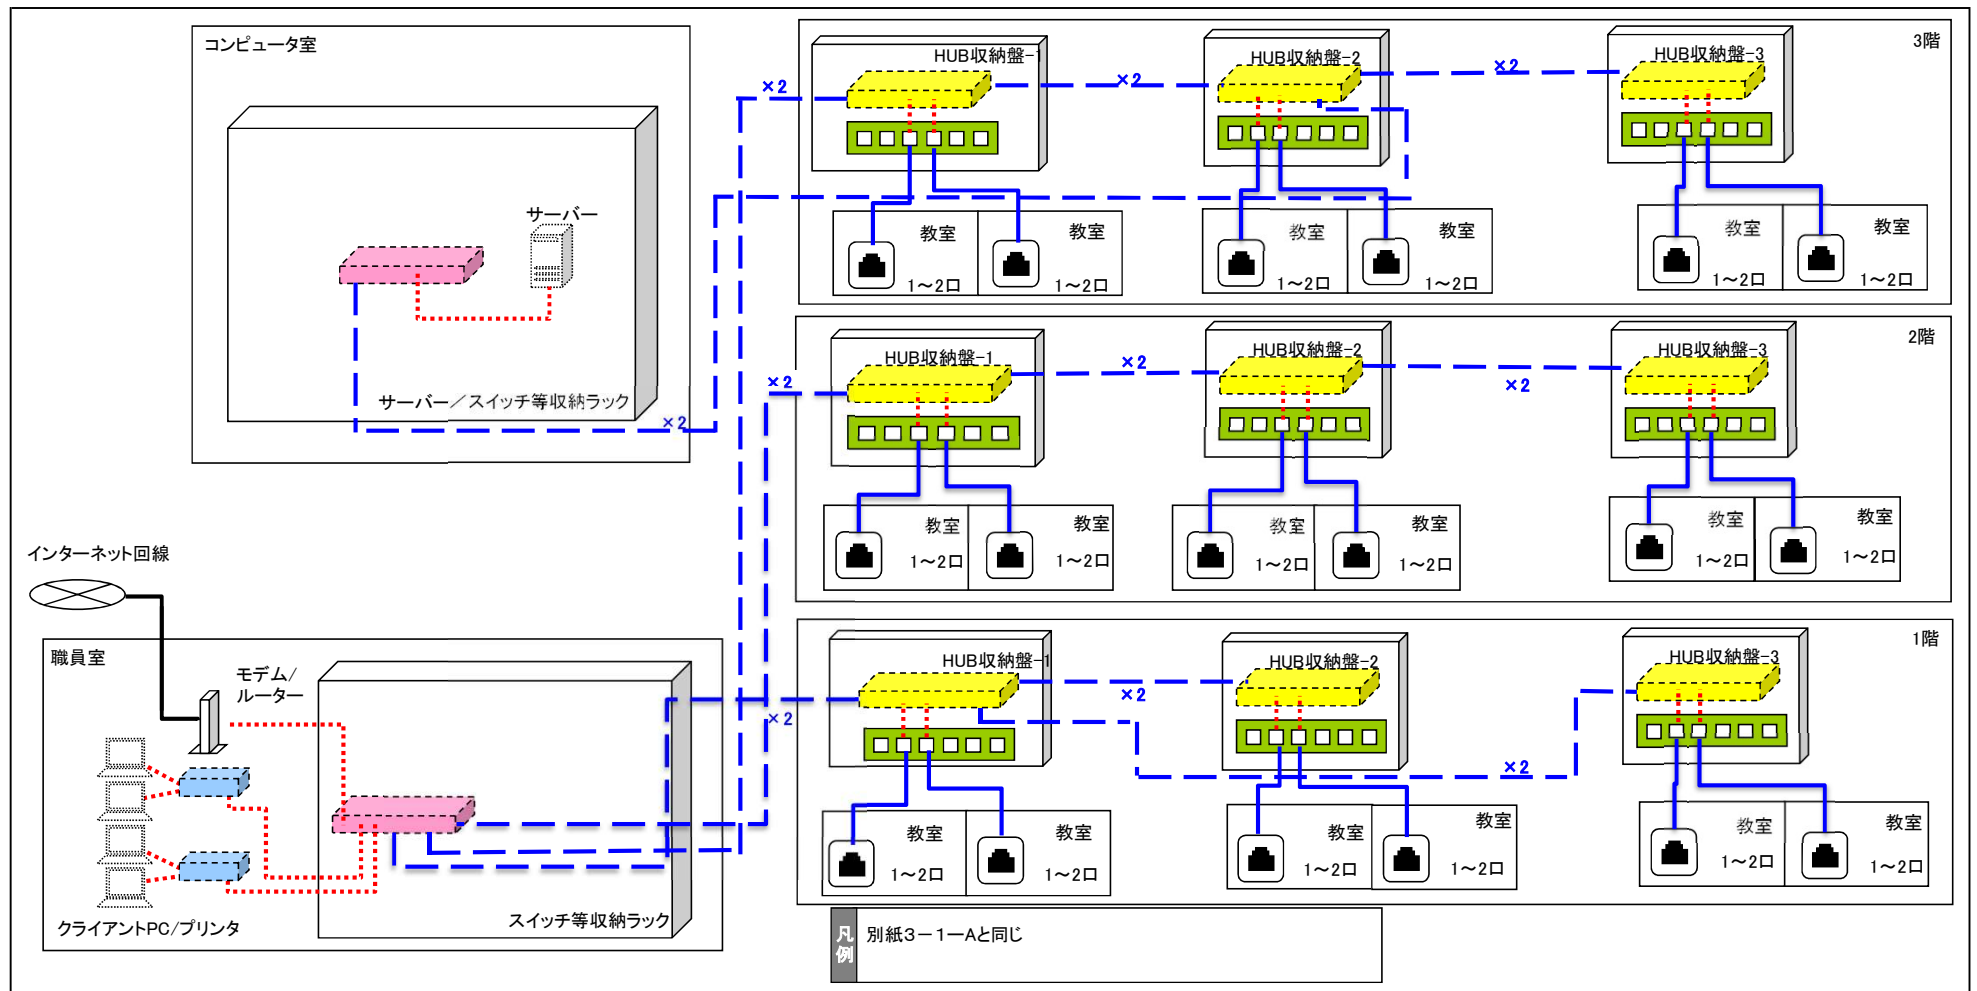 コンピュータ室
サーバー
サーバー／スイッチ等収納ラック
×2
3階
HUB収納盤-1
HUB収納盤-2
HUB収納盤-3
×2
×2
×2
教室
1～2口
教室
1～2口
教室
1～2口
教室
1～2口
教室
1～2口
教室
1～2口
2階
HUB収納盤-1
HUB収納盤-2
HUB収納盤-3
×2
×2
×2
教室
1～2口
教室
1～2口
教室
1～2口
教室
1～2口
教室
1～2口
教室
1～2口
インターネット回線
職員室
モデム/
ルーター
クライアントPC/プリンタ
スイッチ等収納ラック
1階
HUB収納盤-1
HUB収納盤-2
HUB収納盤-3
×2
×2
×2
教室
1～2口
教室
1～2口
教室
1～2口
教室
1～2口
教室
1～2口
教室
1～2口
凡例
別紙３－１－Aと同じ